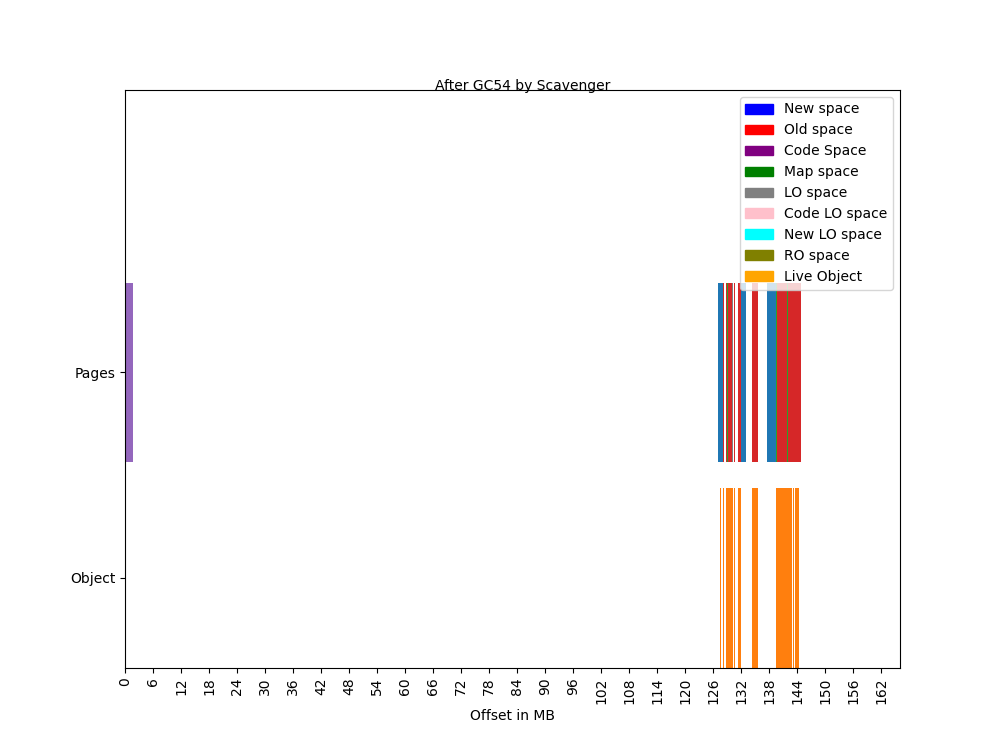 After GC54 by Scavenger
New space
Old space
Code Space
Map space
LO space
Code LO space
New LO space
RO space
Live Object
Pages
Object
0 6 12 18 24 30 36 42 48 54 60 66 72 78 84 90 96 102 108 114 120 126 132 138 144 150 156 162
Offset in MB